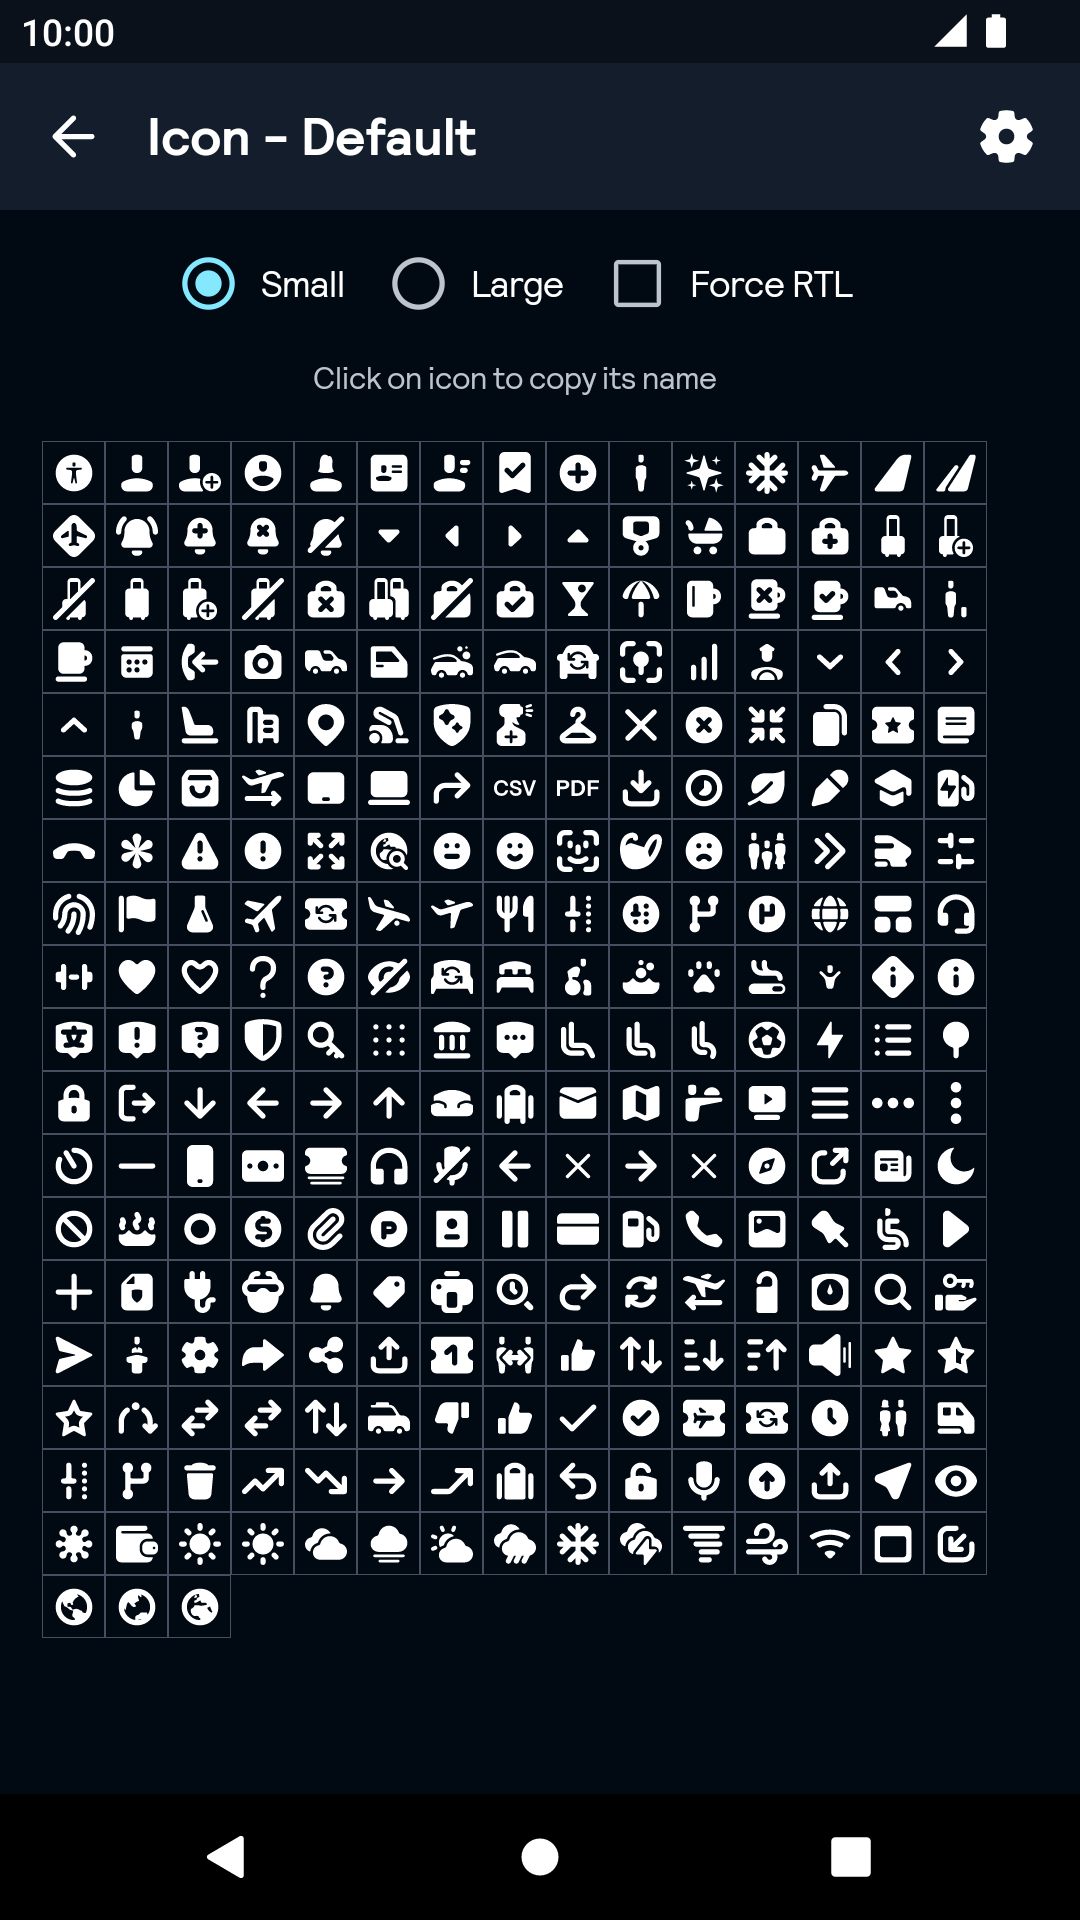 10:00
Icon - Default
Small
Large
Force RTL
Click on icon to copy its name
CSV
PDF